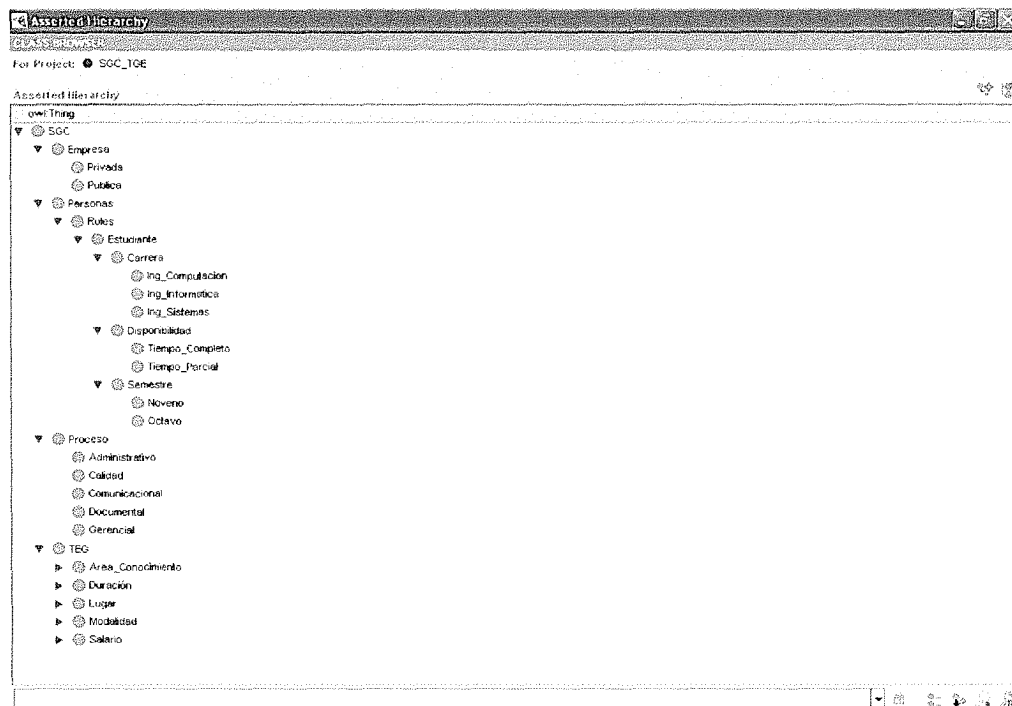 Asserted Hierarchy
CLASS BROWSER
For Project: SGC_TGE
Asserted Hierarchy
owl:Thing
SGC
Empresa
Privada
Publica
Personas
Roles
Estudiante
Carrera
Ing_Computacion
Ing_Informatica
Ing_Sistemas
Disponibilidad
Tiempo_Completo
Tiempo_Parcial
Semestre
Noveno
Octavo
Proceso
Administrativo
Calidad
Comunicacional
Documental
Gerencial
TEG
Area_Conocimiento
Duración
Lugar
Modalidad
Salario